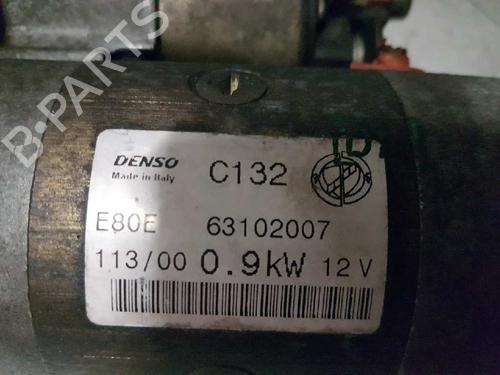 B-PARTS
DENSO C132
Made in Italy
E80E 63102007
113/00 0.9kW 12 V